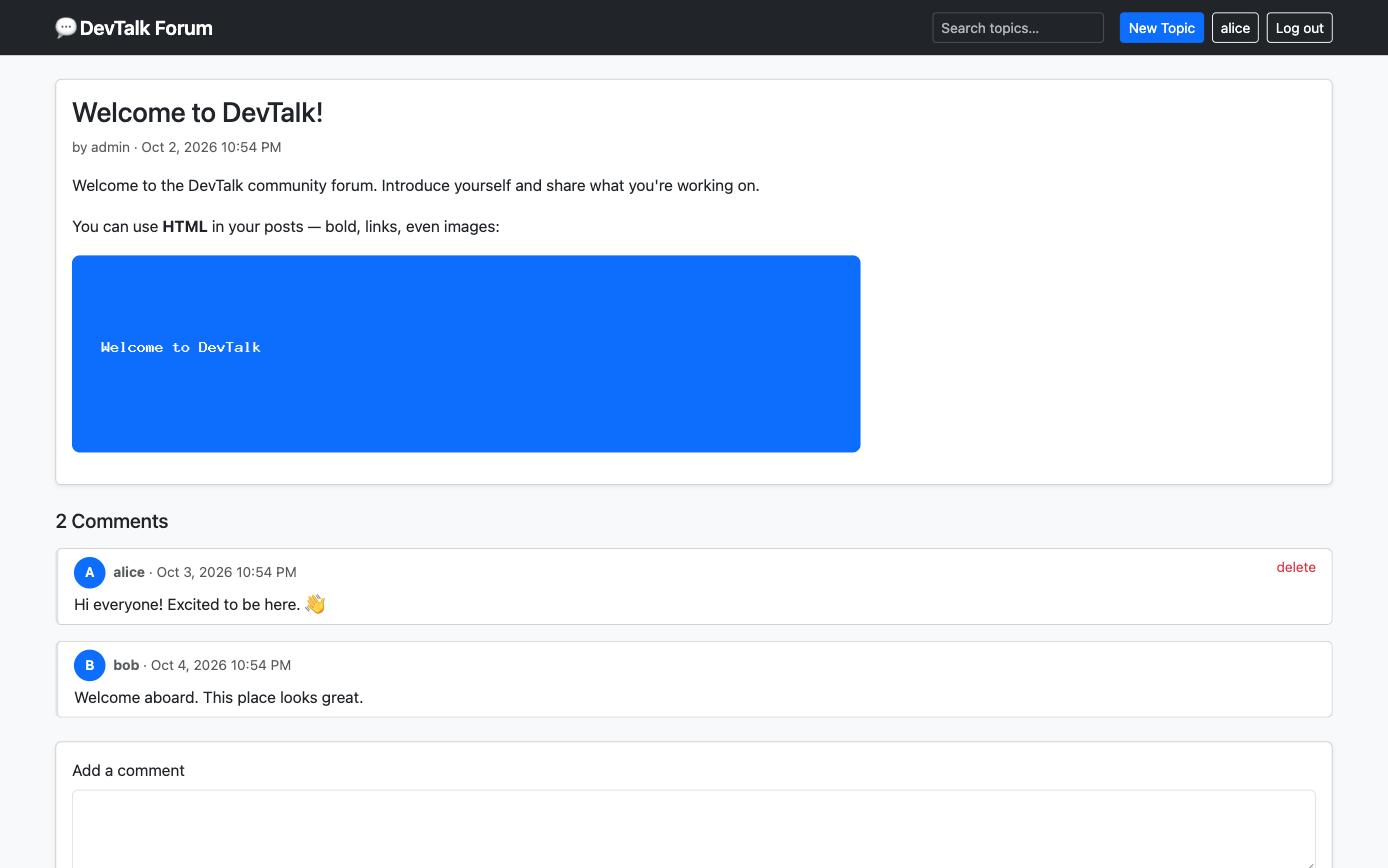 💬 DevTalk Forum
Search topics...
New Topic
alice
Log out
Welcome to DevTalk!
by admin · Oct 2, 2026 10:54 PM
Welcome to the DevTalk community forum. Introduce yourself and share what you're working on.
You can use HTML in your posts — bold, links, even images:
Welcome to DevTalk
2 Comments
A alice · Oct 3, 2026 10:54 PM
delete
Hi everyone! Excited to be here. 👋
B bob · Oct 4, 2026 10:54 PM
Welcome aboard. This place looks great.
Add a comment